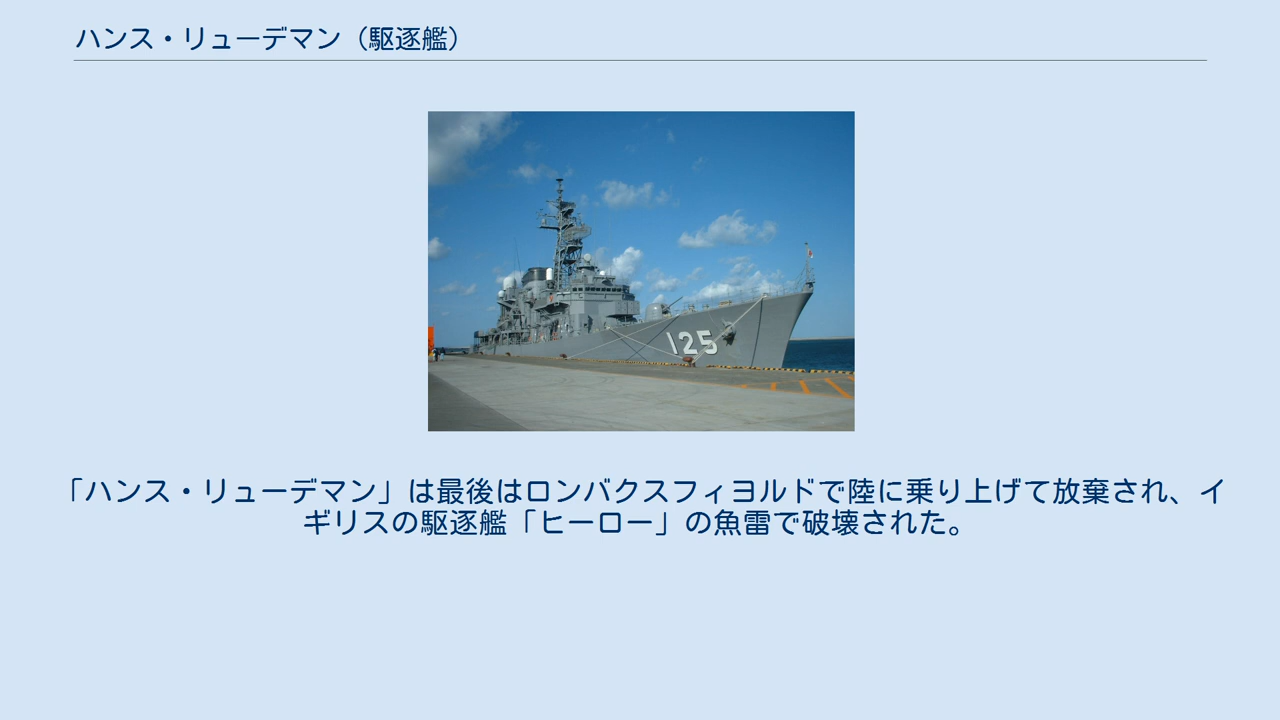 ハンス・リューデマン（駆逐艦）
125
「ハンス・リューデマン」は最後はロンバクスフィヨルドで陸に乗り上げて放棄され、イ
ギリスの駆逐艦「ヒーロー」の魚雷で破壊された。